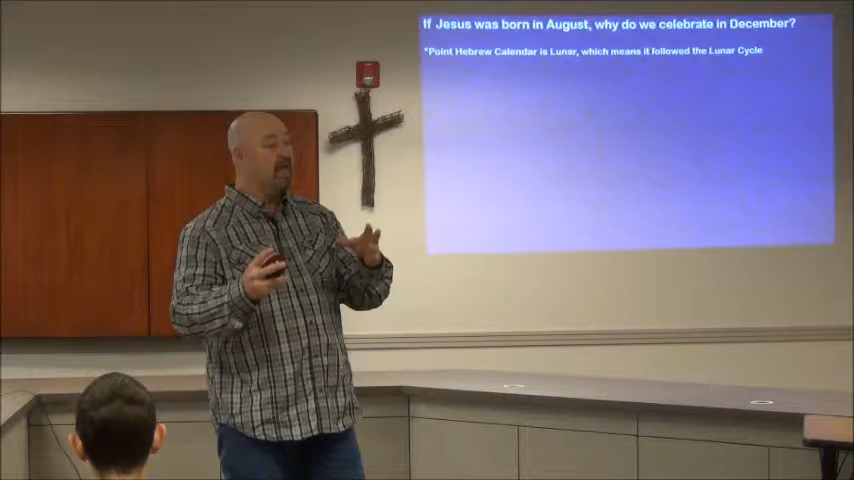 If Jesus was born in August, why do we celebrate in December?
*Point Hebrew Calendar is Lunar, which means it followed the Lunar Cycle